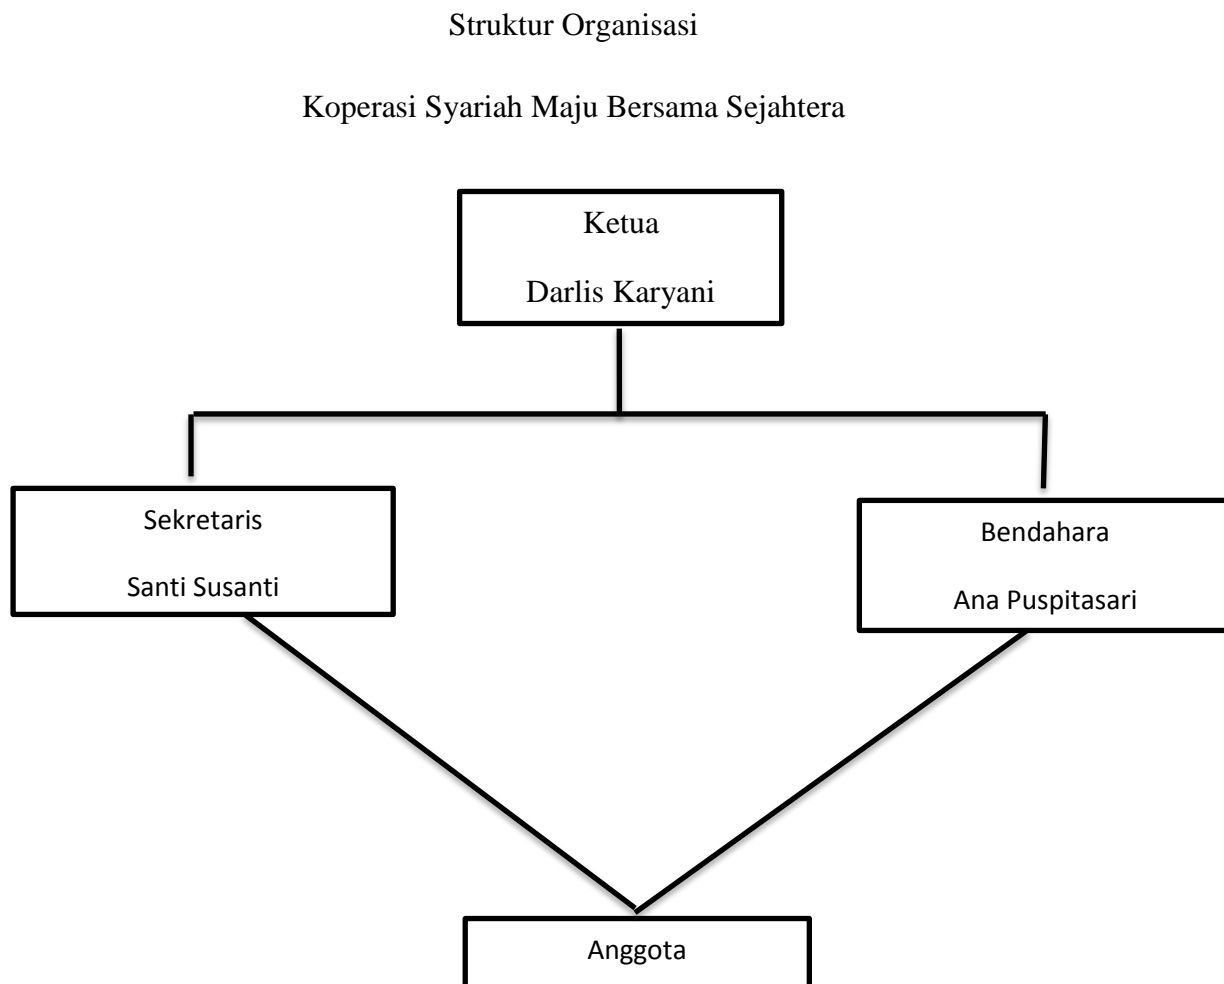 Struktur Organisasi
Koperasi Syariah Maju Bersama Sejahtera
Ketua
Darlis Karyani
Sekretaris
Santi Susanti
Bendahara
Ana Puspitasari
Anggota